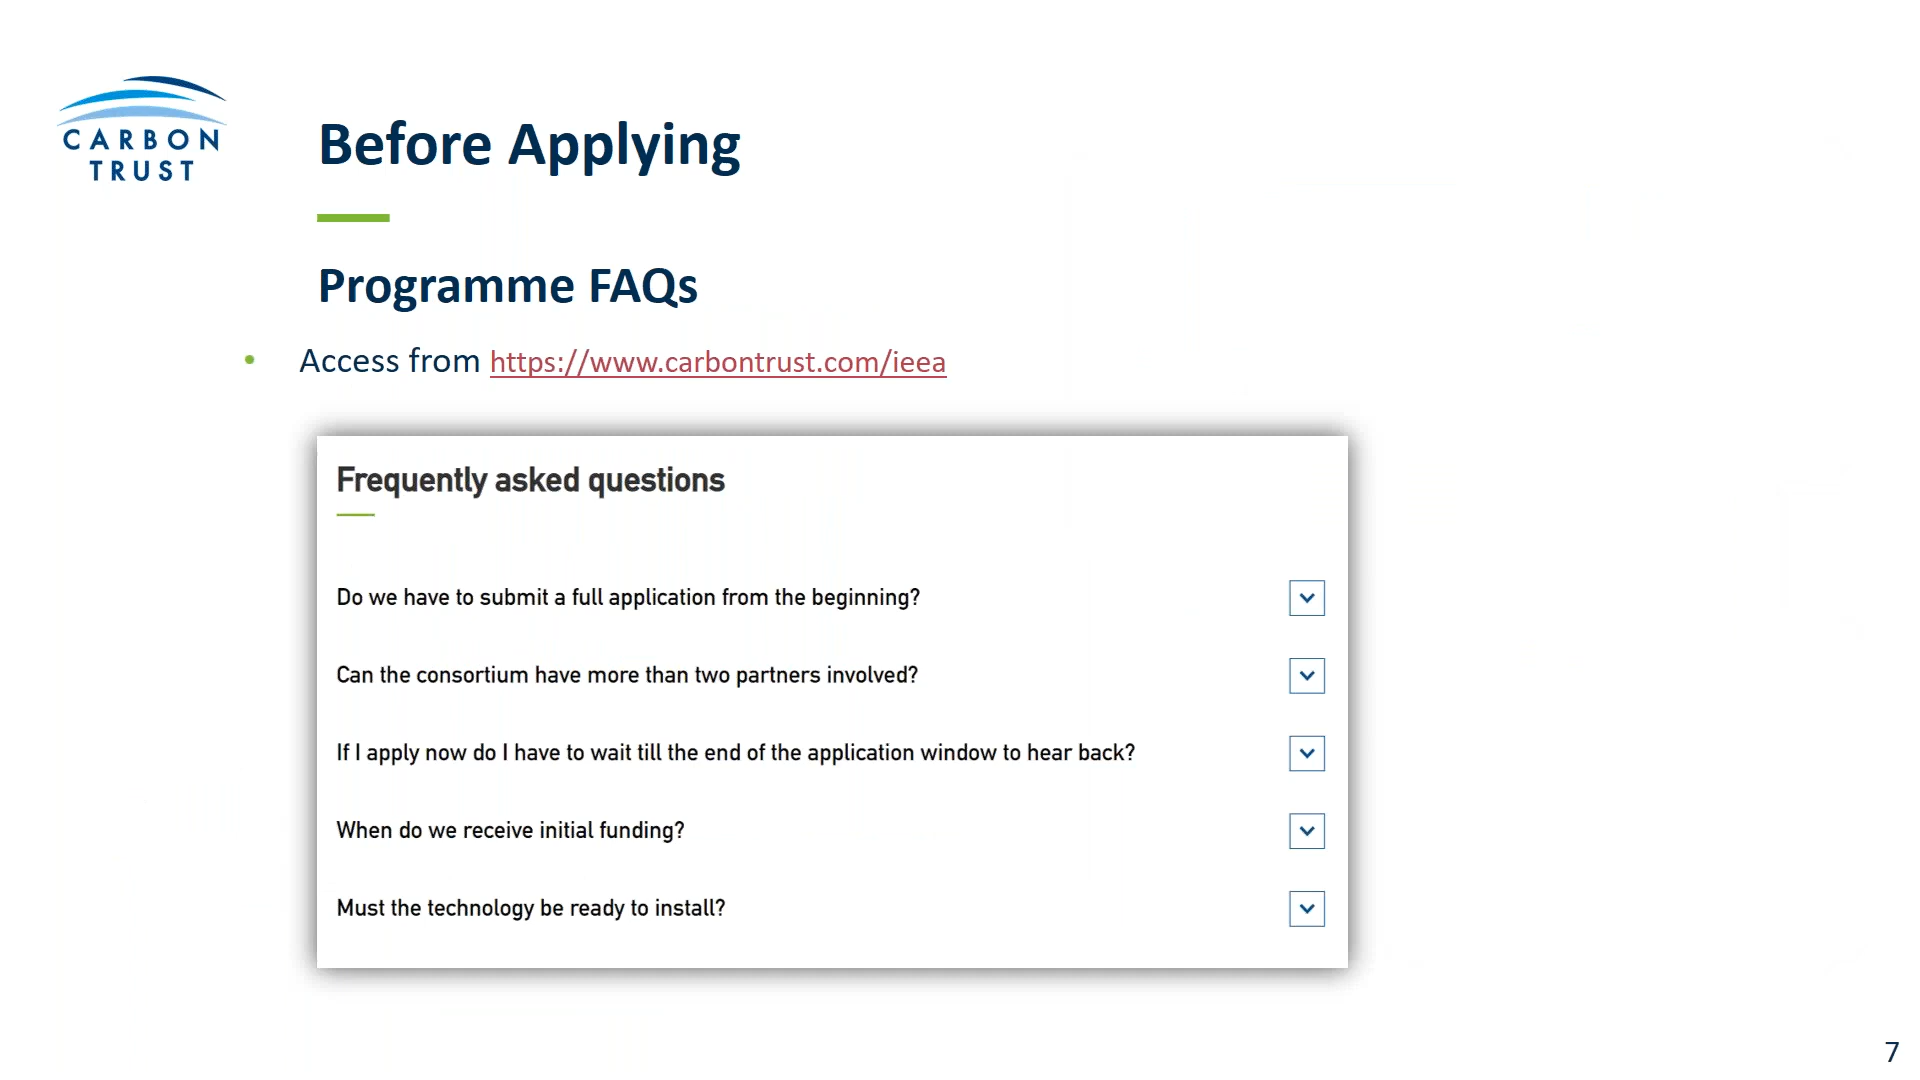 CARBON
TRUST
Before Applying
Programme FAQs
• Access from https://www.carbontrust.com/ieea
Frequently asked questions
Do we have to submit a full application from the beginning?
Can the consortium have more than two partners involved?
If I apply now do I have to wait till the end of the application window to hear back?
When do we receive initial funding?
Must the technology be ready to install?
7